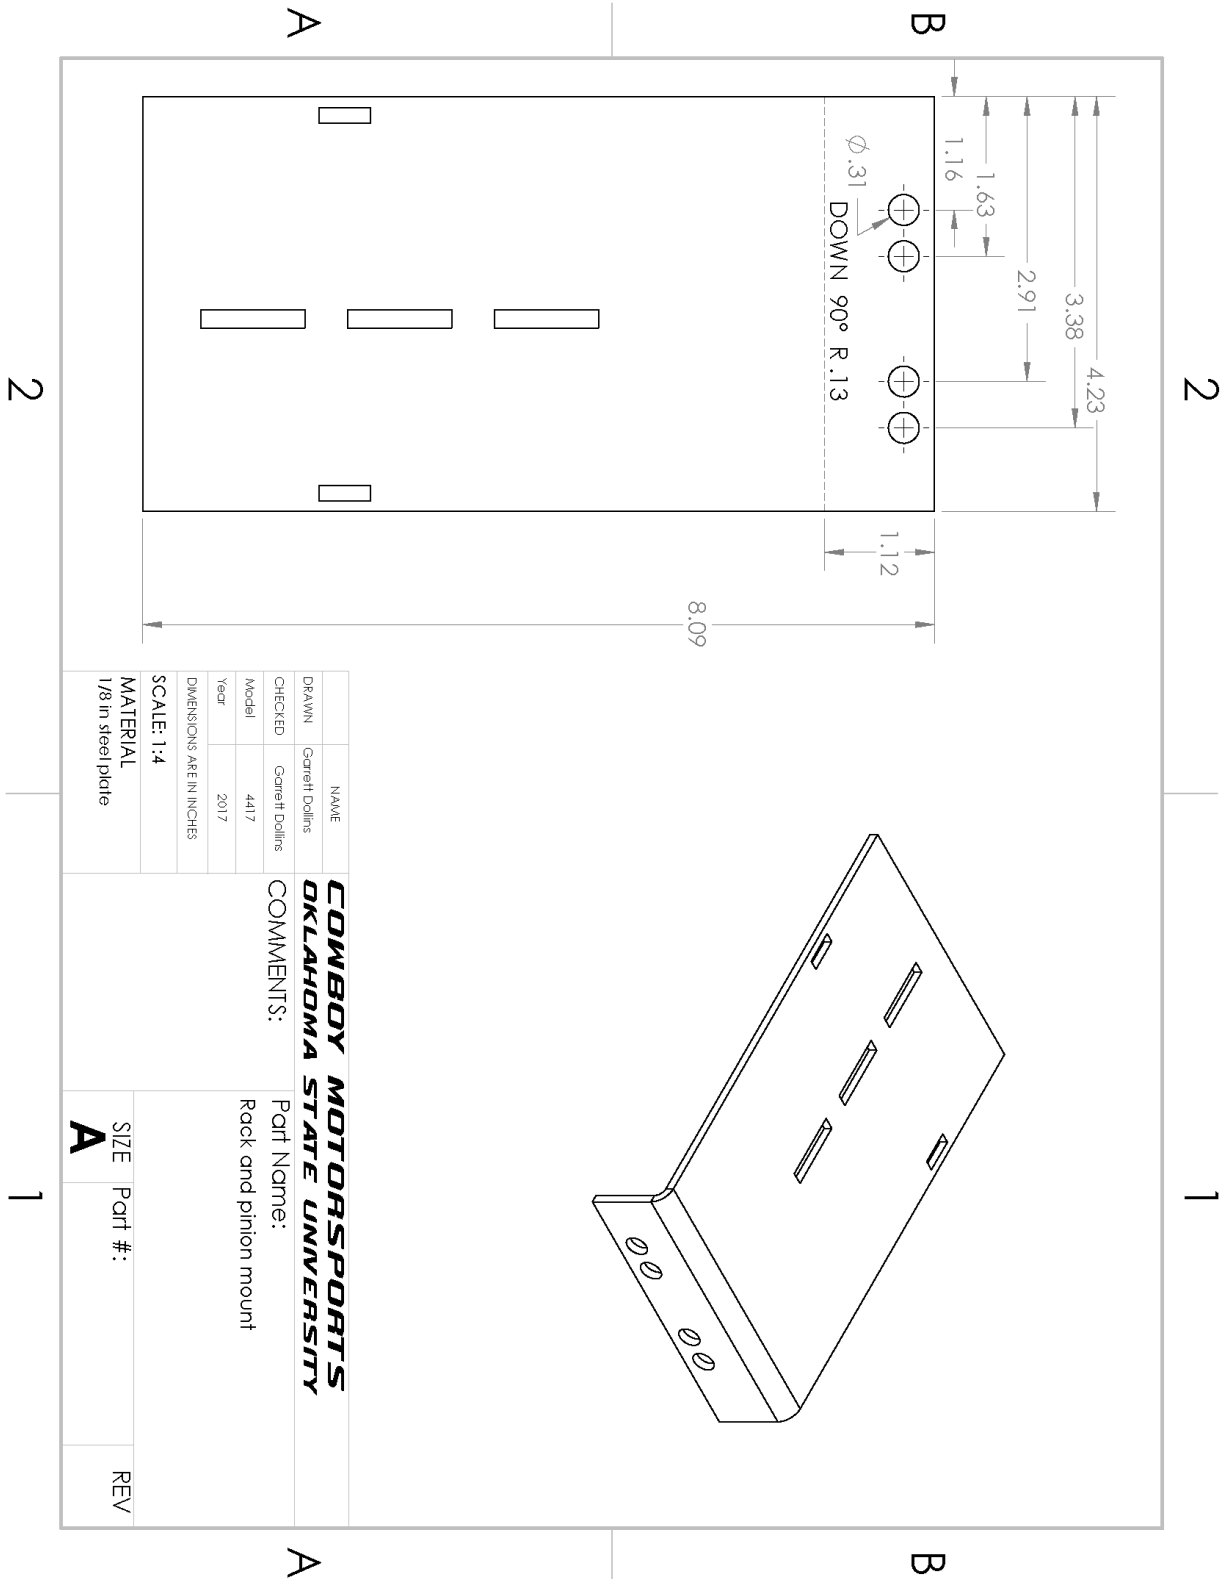 2
1
B
B
A
A
2
1
4.23
3.38
2.91
1.63
1.16
Ø.31
DOWN 90° R .13
1.12
8.09
NAME
DRAWN Garrett Dollins
CHECKED Garrett Dollins
Model 4417
Year 2017
DIMENSIONS ARE IN INCHES
SCALE: 1:4
MATERIAL
1/8 in steel plate
COWBOY MOTORSPORTS
OKLAHOMA STATE UNIVERSITY
COMMENTS:
Part Name:
Rack and pinion mount
SIZE
A
Part #:
REV